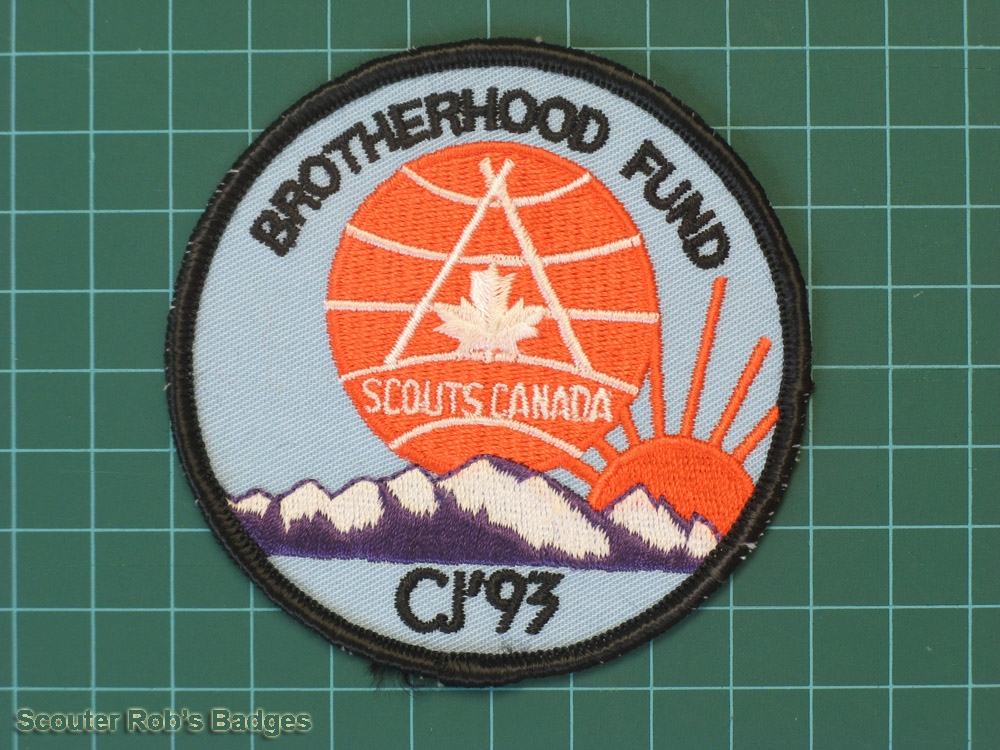 BROTHERHOOD FUND
SCOUTS CANADA
CJ'93
Scouter Rob's Badges